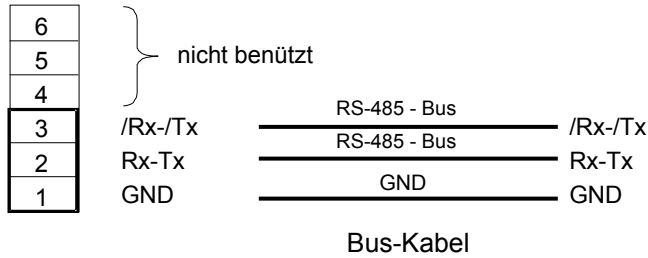 6
5
nicht benützt
4
RS-485 - Bus
3 /Rx-/Tx /Rx-/Tx
RS-485 - Bus
2 Rx-Tx Rx-Tx
GND
1 GND GND
Bus-Kabel